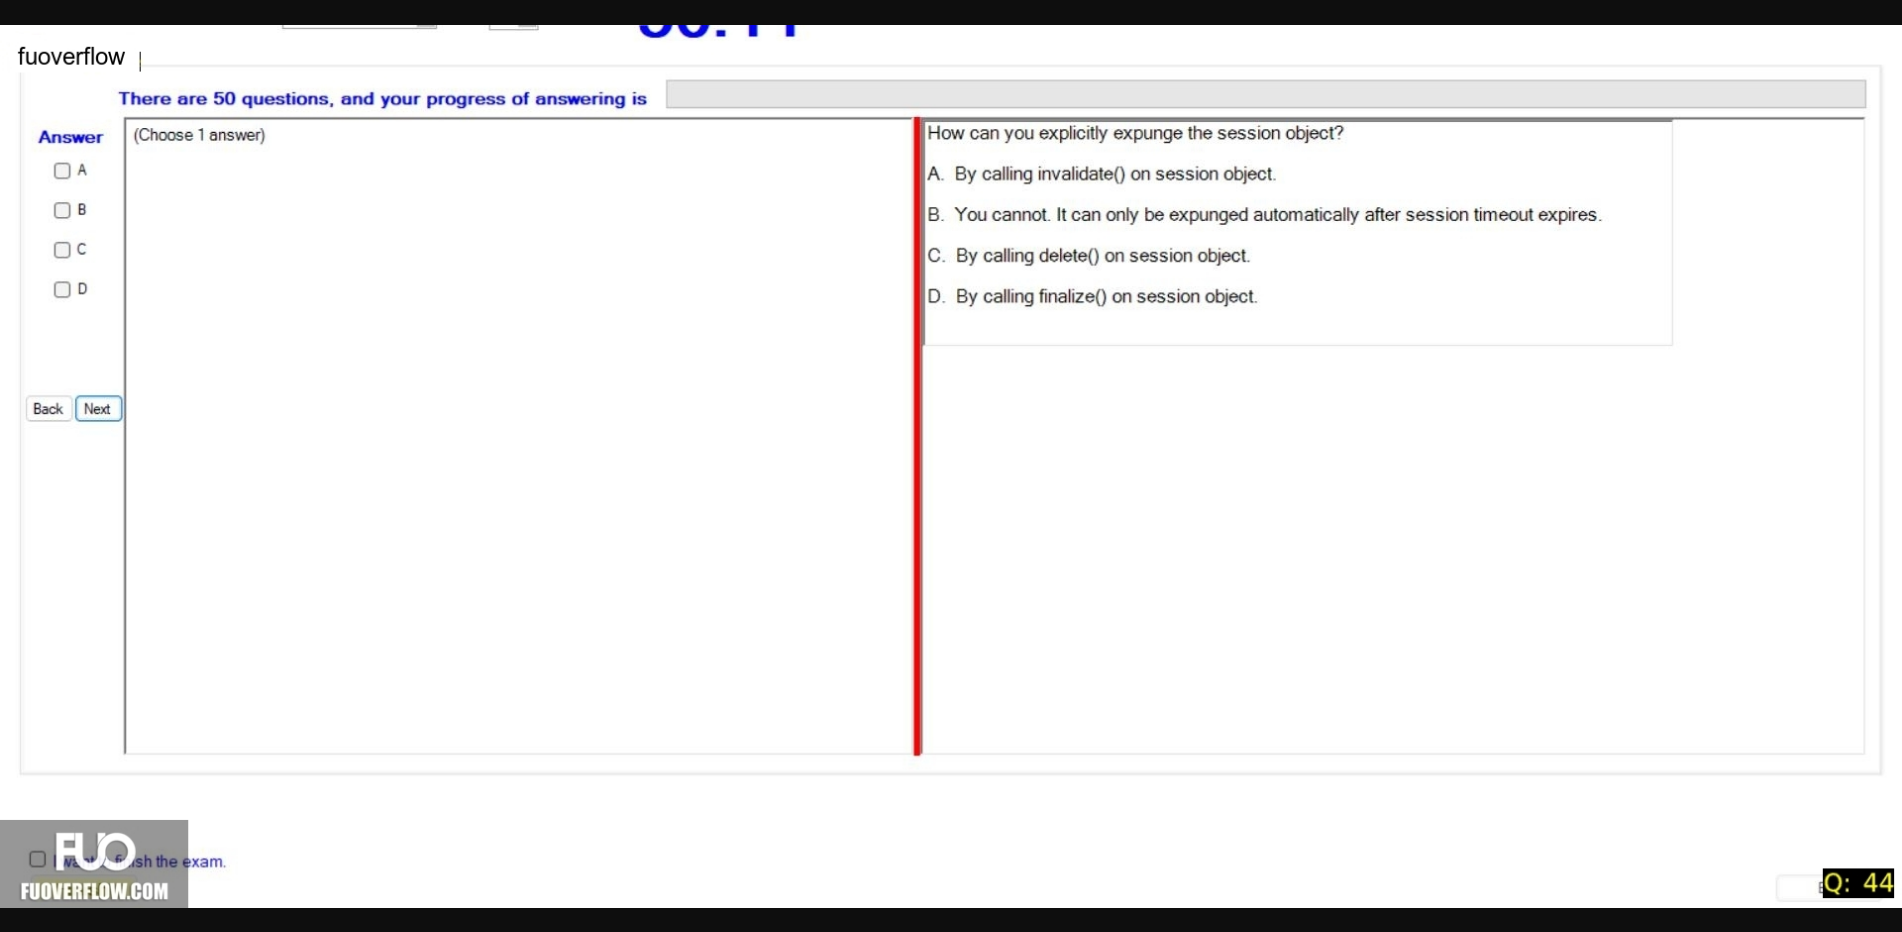 fuoverflow
There are 50 questions, and your progress of answering is
Answer
(Choose 1 answer)
A
B
C
D
Back
Next
How can you explicitly expunge the session object?
A. By calling invalidate() on session object.
B. You cannot. It can only be expunged automatically after session timeout expires.
C. By calling delete() on session object.
D. By calling finalize() on session object.
FUO
the exam.
FUOVERFLOW.COM
Q: 44